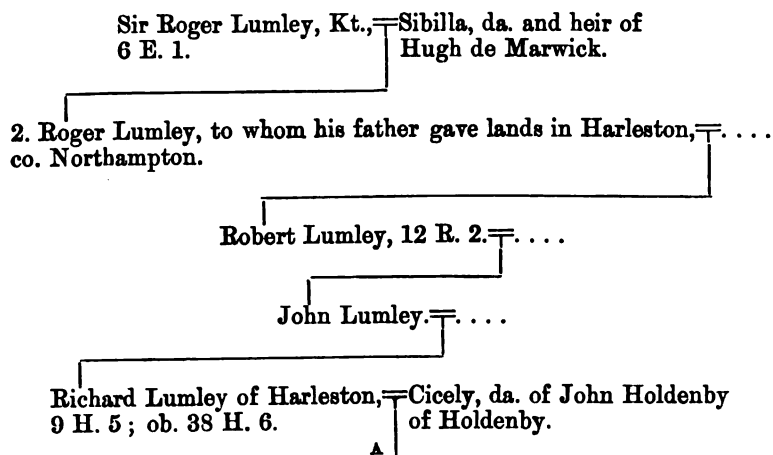 Sir Roger Lumley, Kt.,
6 E. 1.
Sibilla, da. and heir of
Hugh de Marwick.
2. Roger Lumley, to whom his father gave lands in Harleston, . . . .
co. Northampton.
Robert Lumley, 12 R. 2. . . . .
John Lumley. . . . .
Richard Lumley of Harleston,
9 H. 5 ; ob. 38 H. 6.
Cicely, da. of John Holdenby
of Holdenby.
A